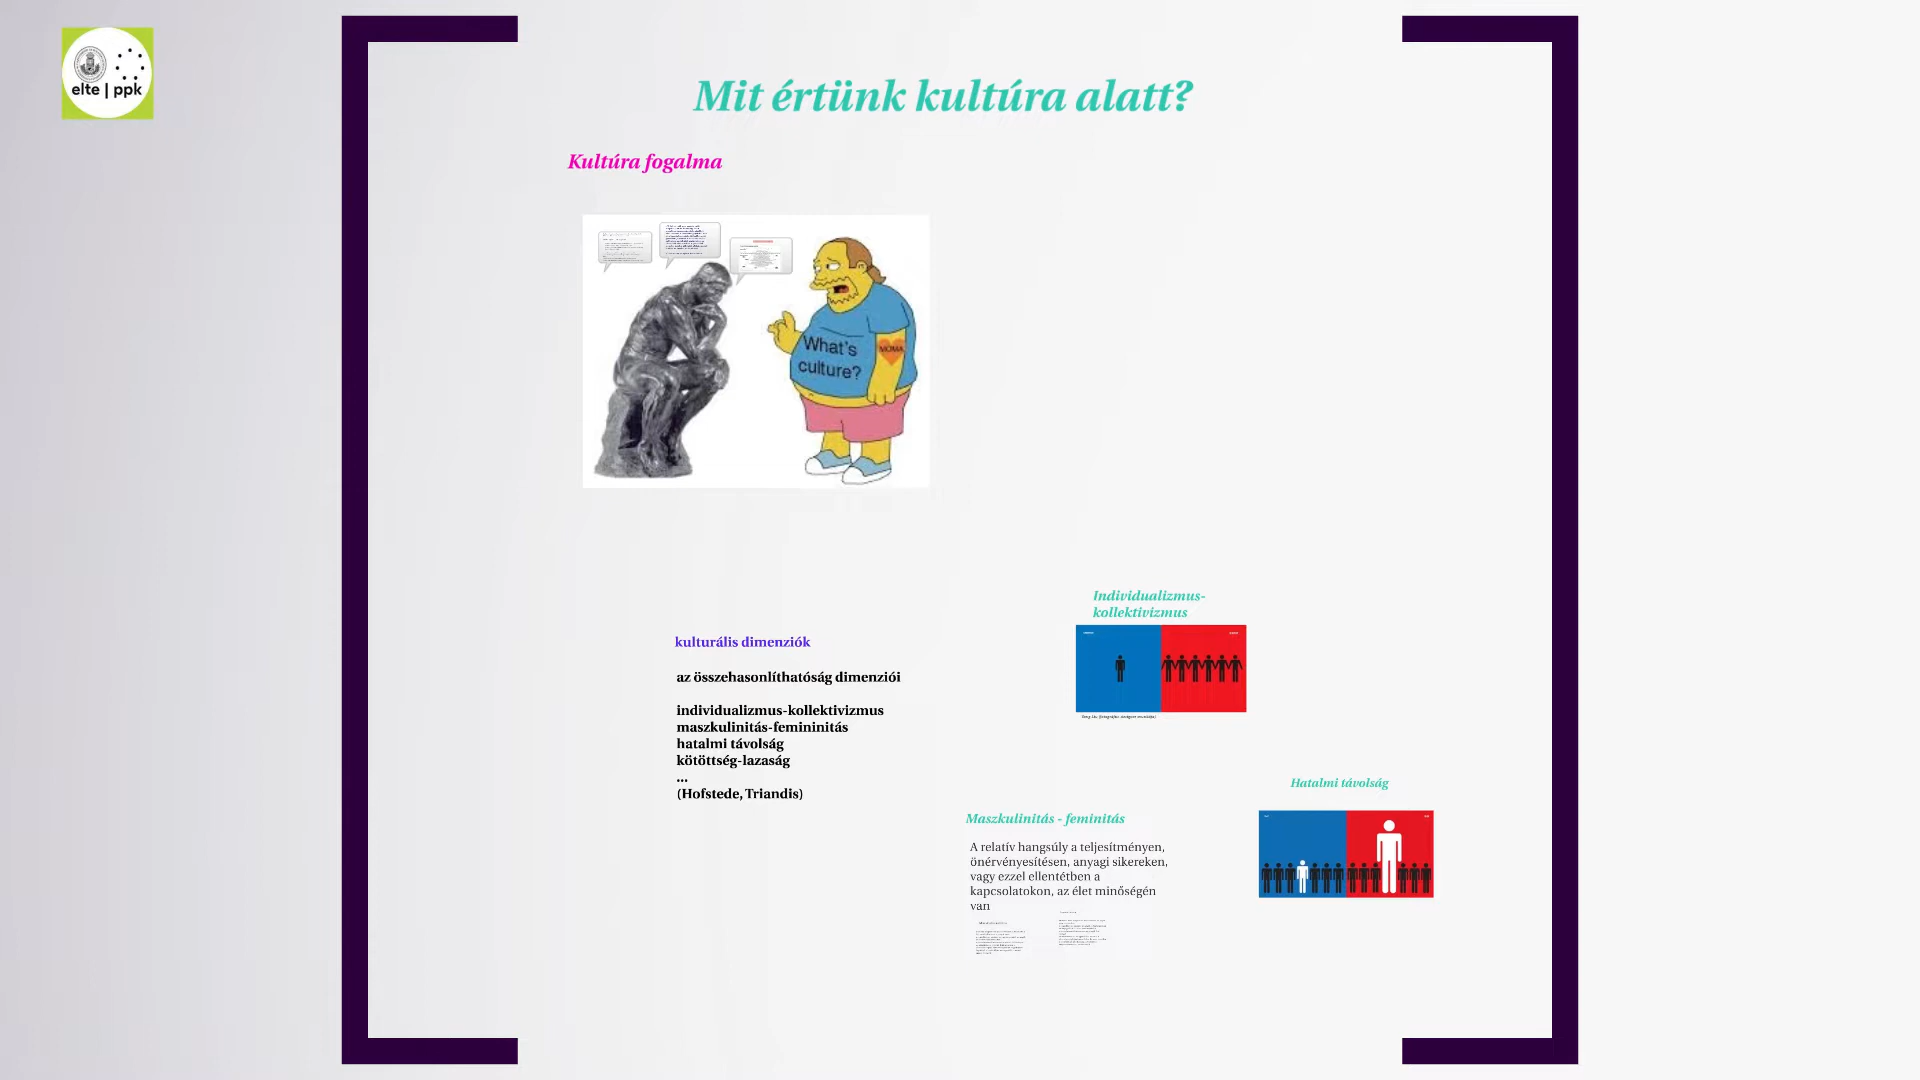 elte | ppk
Mit értünk kultúra alatt?
Kultúra fogalma
What's
culture?
MOMA
Individualizmus-
kollektivizmus
kulturális dimenziók
az összehasonlíthatóság dimenziói
individualizmus-kollektivizmus
maszkulinitás-femininitás
hatalmi távolság
kötöttség-lazaság
...
(Hofstede, Triandis)
Hatalmi távolság
Maszkulinitás - feminitás
A relatív hangsúly a teljesítményen,
önérvényesítésen, anyagi sikereken,
vagy ezzel ellentétben a
kapcsolatokon, az élet minőségén
van